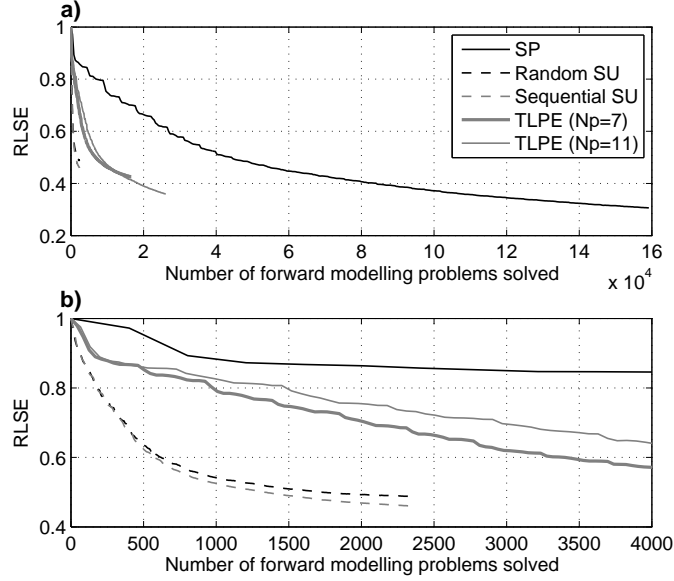 a)
1
0.8
0.6
0.4
0.2
RLSE
SP
Random SU
Sequential SU
TLPE (Np=7)
TLPE (Np=11)
0 2 4 6 8 10 12 14 16
Number of forward modelling problems solved
x 10^4
b)
1
0.8
0.6
0.4
RLSE
0 500 1000 1500 2000 2500 3000 3500 4000
Number of forward modelling problems solved